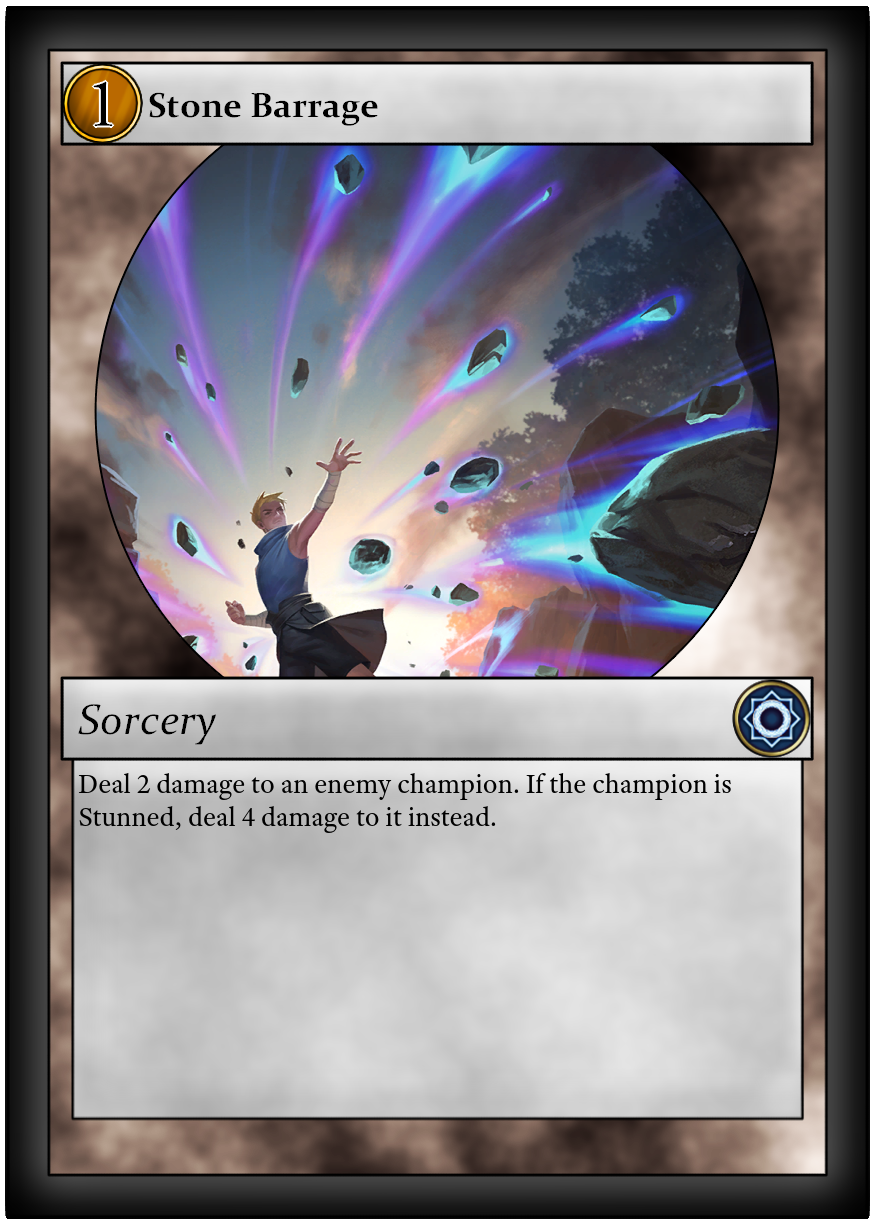 1 Stone Barrage
Sorcery
Deal 2 damage to an enemy champion. If the champion is
Stunned, deal 4 damage to it instead.